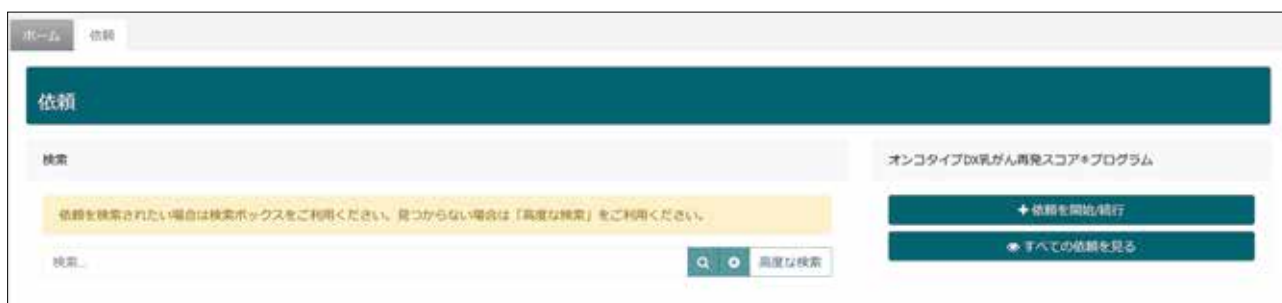 ホーム 依頼
依頼
検索
オンコタイプDX乳がん再発スコア®プログラム
依頼を検索されたい場合は検索ボックスをご利用ください。見つからない場合は「高度な検索」をご利用ください。
検索...
高度な検索
依頼を開始/続行
すべての依頼を見る